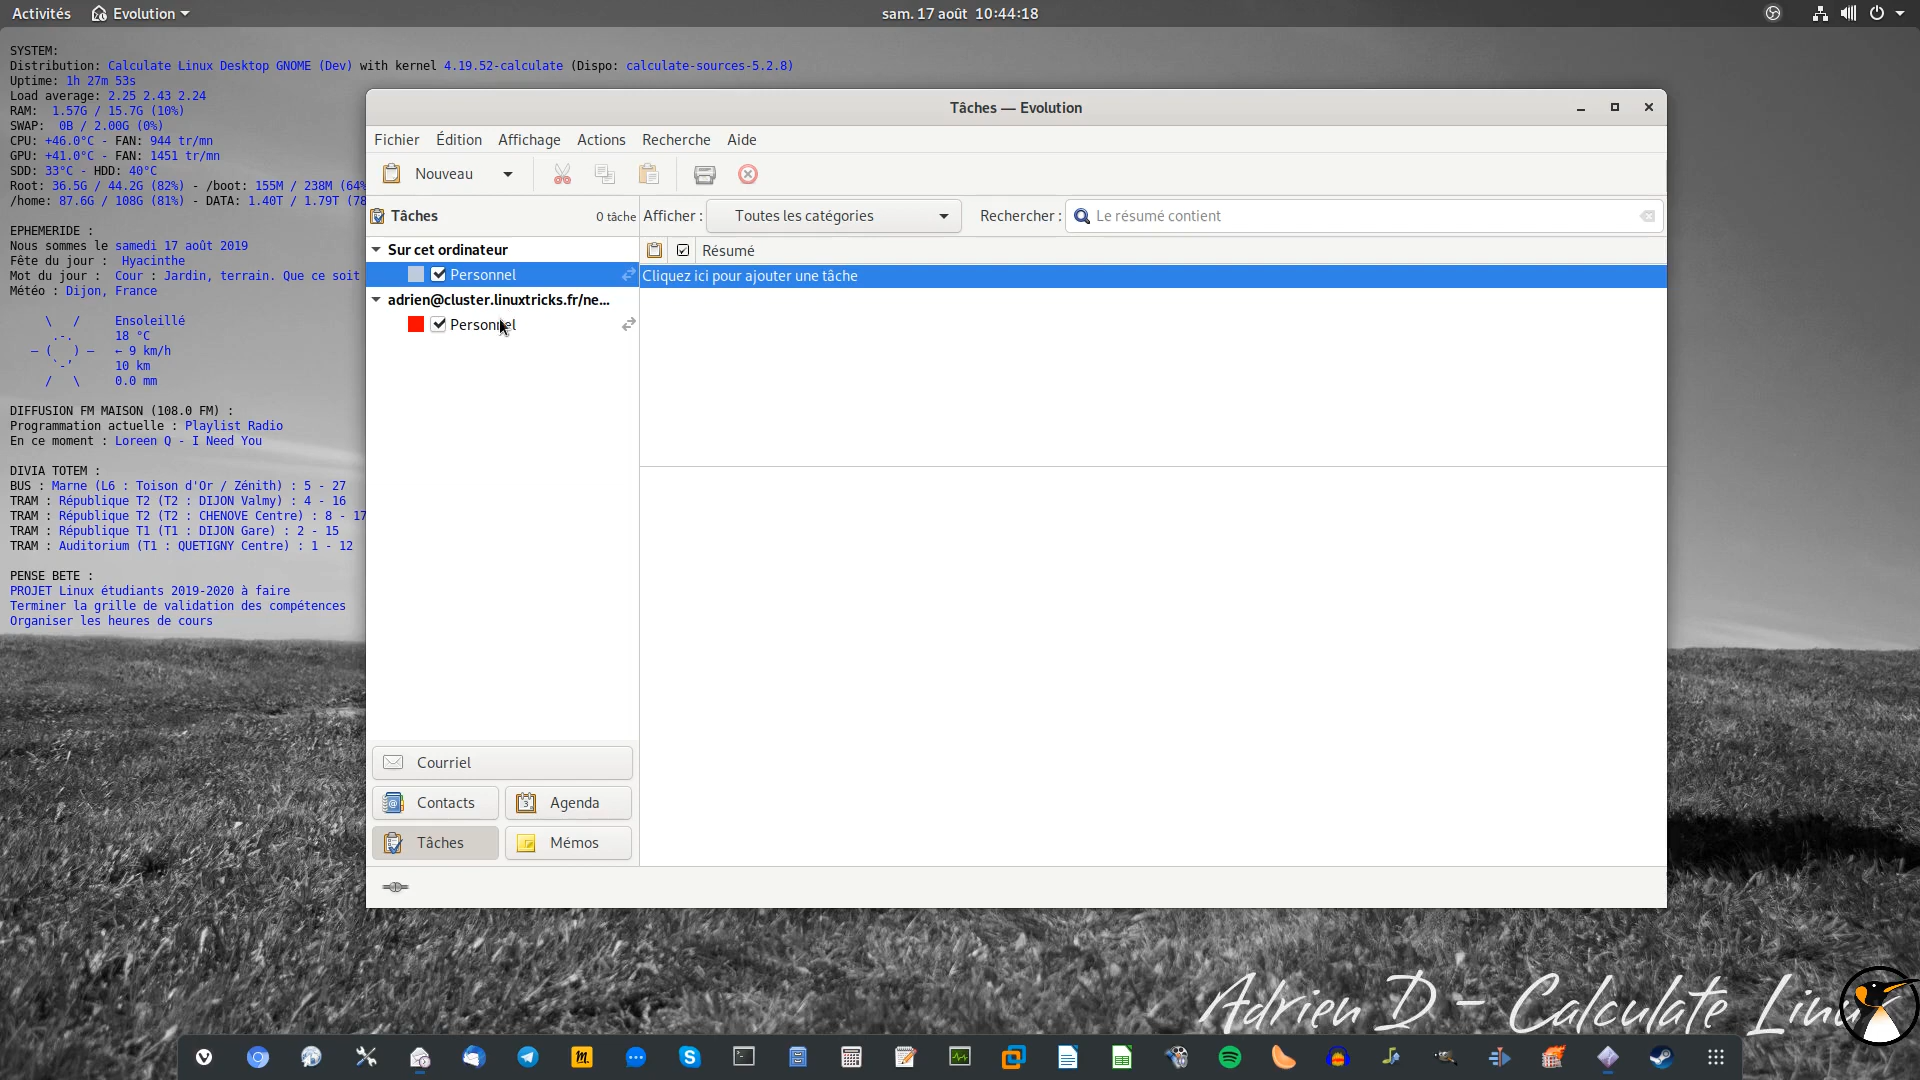 Activités Evolution sam. 17 août 10:44:18
SYSTEM:
Distribution: Calculate Linux Desktop GNOME (Dev) with kernel 4.19.52-calculate (Dispo: calculate-sources-5.2.8)
Uptime: 1h 27m 53s
Load average: 2.25 2.43 2.24
RAM: 1.57G / 15.7G (10%)
SWAP: 0B / 2.00G (0%)
CPU: +46.0°C - FAN: 944 tr/mn
GPU: +41.0°C - FAN: 1451 tr/mn
SDD: 33°C - HDD: 40°C
Root: 36.5G / 44.2G (82%) - /boot: 155M / 238M (64%
/home: 87.6G / 108G (81%) - DATA: 1.40T / 1.79T (78
EPHEMERIDE :
Nous sommes le samedi 17 août 2019
Fête du jour : Hyacinthe
Mot du jour : Cour : Jardin, terrain. Que ce soit
Météo : Dijon, France
\ / Ensoleillé
.-. 18 °C
― ( ) ― ← 9 km/h
`-’ 10 km
/ \ 0.0 mm
DIFFUSION FM MAISON (108.0 FM) :
Programmation actuelle : Playlist Radio
En ce moment : Loreen Q - I Need You
DIVIA TOTEM :
BUS : Marne (L6 : Toison d'Or / Zénith) : 5 - 27
TRAM : République T2 (T2 : DIJON Valmy) : 4 - 16
TRAM : République T2 (T2 : CHENOVE Centre) : 8 - 17
TRAM : République T1 (T1 : DIJON Gare) : 2 - 15
TRAM : Auditorium (T1 : QUETIGNY Centre) : 1 - 12
PENSE BETE :
PROJET Linux étudiants 2019-2020 à faire
Terminer la grille de validation des compétences
Organiser les heures de cours
Tâches — Evolution
Fichier Édition Affichage Actions Recherche Aide
Nouveau
Tâches 0 tâche Afficher : Toutes les catégories Rechercher : Le résumé contient
Sur cet ordinateur
Résumé
Personnel
Cliquez ici pour ajouter une tâche
adrien@cluster.linuxtricks.fr/ne...
Personnel
Courriel
Contacts Agenda
Tâches Mémos
Adrien D - Calculate Linux